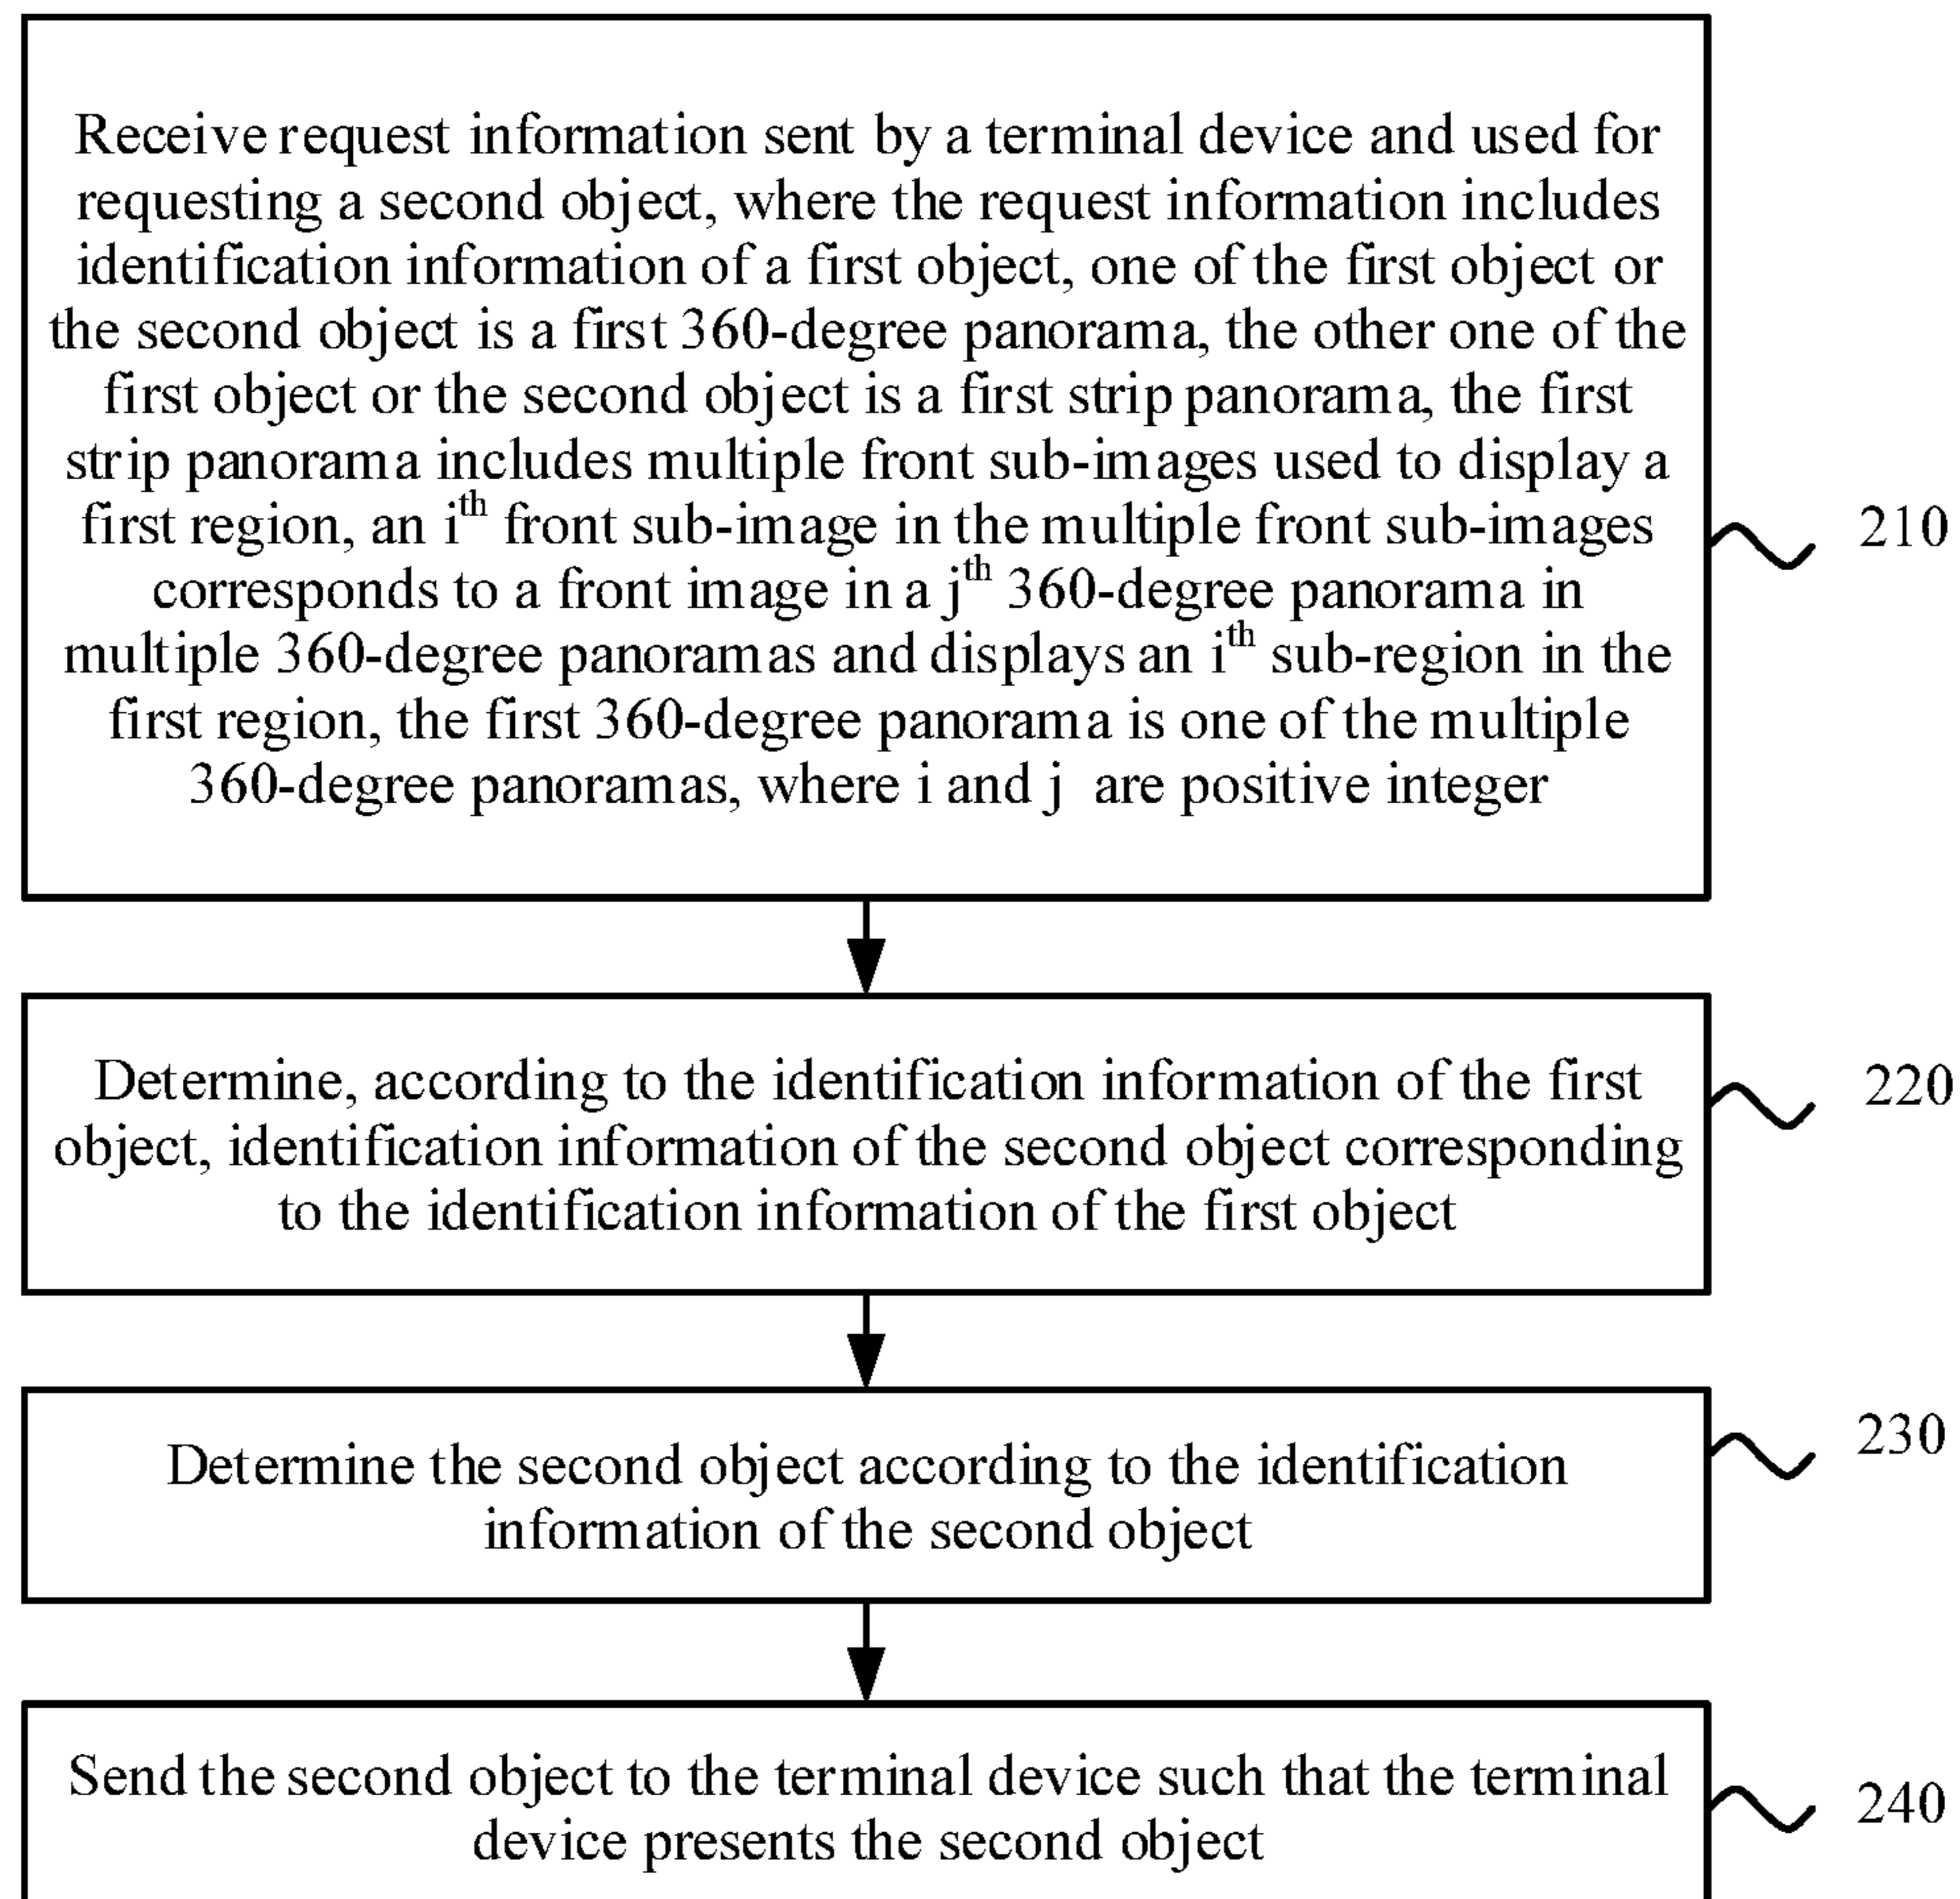 Receive request information sent by a terminal device and used for
requesting a second object, where the request information includes
identification information of a first object, one of the first object or
the second object is a first 360-degree panorama, the other one of the
first object or the second object is a first strip panorama, the first
strip panorama includes multiple front sub-images used to display a
first region, an i^th front sub-image in the multiple front sub-images
corresponds to a front image in a j^th 360-degree panorama in
multiple 360-degree panoramas and displays an i^th sub-region in the
first region, the first 360-degree panorama is one of the multiple
360-degree panoramas, where i and j are positive integer
210
Determine, according to the identification information of the first
object, identification information of the second object corresponding
to the identification information of the first object
220
Determine the second object according to the identification
information of the second object
230
Send the second object to the terminal device such that the terminal
device presents the second object
240